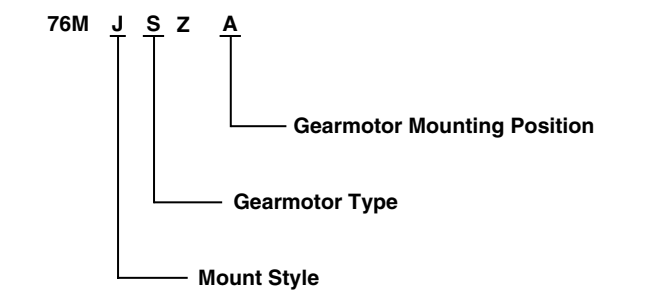 76M J S Z A
Gearmotor Mounting Position
Gearmotor Type
Mount Style